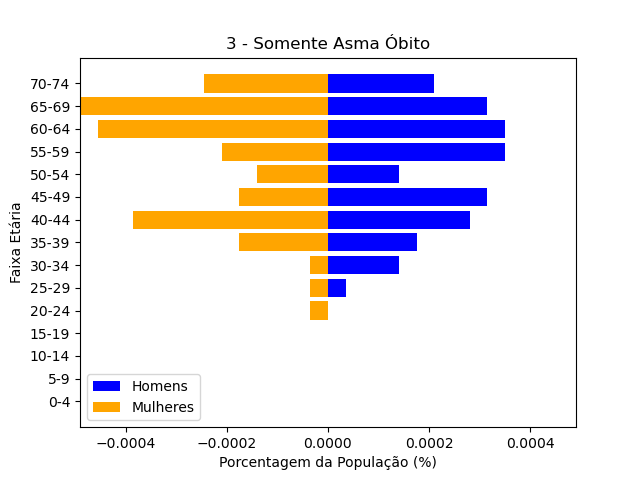 3 - Somente Asma Óbito
Faixa Etária
70-74
65-69
60-64
55-59
50-54
45-49
40-44
35-39
30-34
25-29
20-24
15-19
10-14
5-9
0-4
Homens
Mulheres
−0.0004 −0.0002 0.0000 0.0002 0.0004
Porcentagem da População (%)